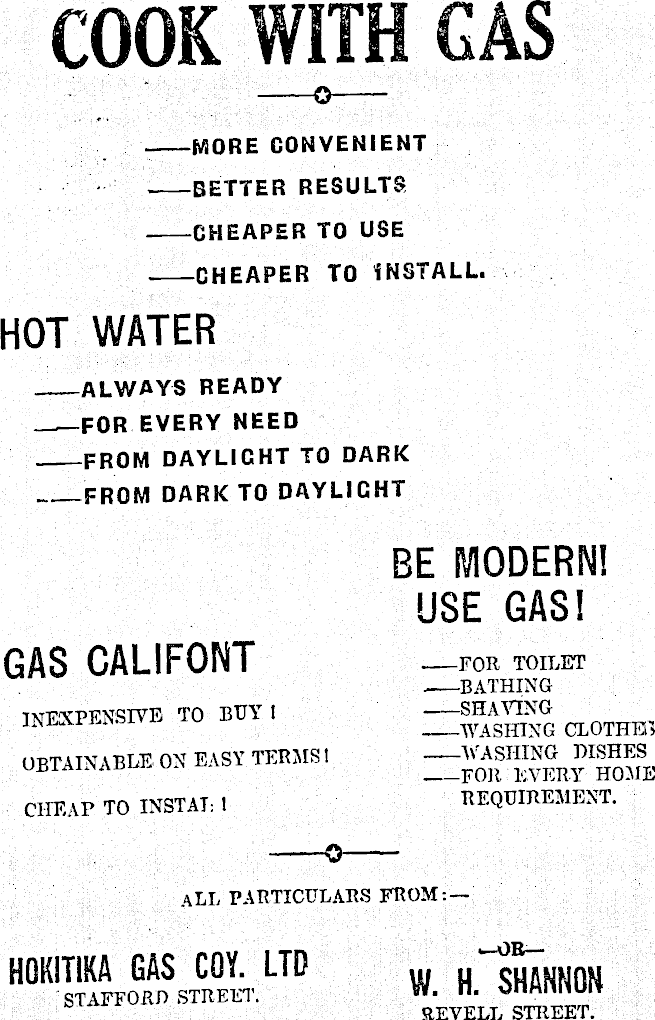 COOK WITH GAS
——MORE CONVENIENT
——BETTER RESULTS
——CHEAPER TO USE
——CHEAPER TO INSTALL.
HOT WATER
——ALWAYS READY
——FOR EVERY NEED
——FROM DAYLIGHT TO DARK
——FROM DARK TO DAYLIGHT
BE MODERN!
USE GAS!
——FOR TOILET
——BATHING
——SHAVING
——WASHING CLOTHES
——WASHING DISHES
——FOR EVERY HOME
REQUIREMENT.
GAS CALIFONT
INEXPENSIVE TO BUY!
OBTAINABLE ON EASY TERMS!
CHEAP TO INSTAL!
ALL PARTICULARS FROM:—
HOKITIKA GAS COY. LTD
STAFFORD STREET.
—OR—
W. H. SHANNON
REVELL STREET.